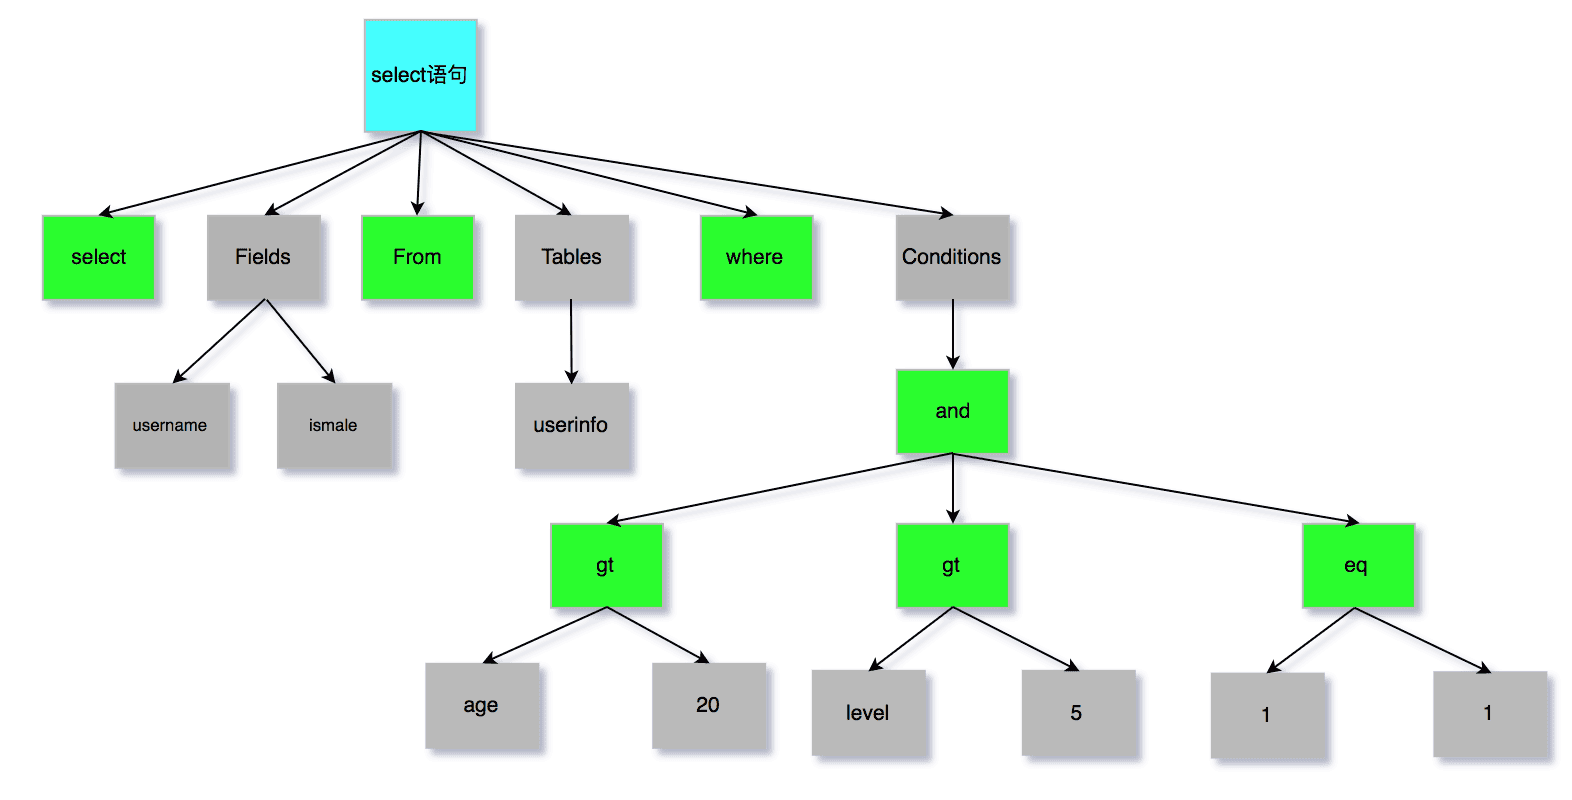 select语句
select
Fields
From
Tables
where
Conditions
username
ismale
userinfo
and
gt
gt
eq
age
20
level
5
1
1